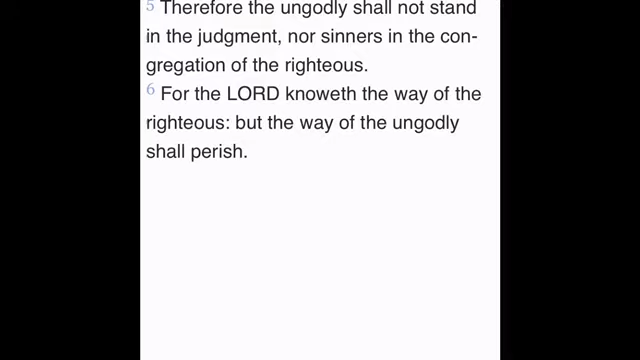 5 Therefore the ungodly shall not stand
in the judgment, nor sinners in the con-
gregation of the righteous.
6 For the LORD knoweth the way of the
righteous: but the way of the ungodly
shall perish.